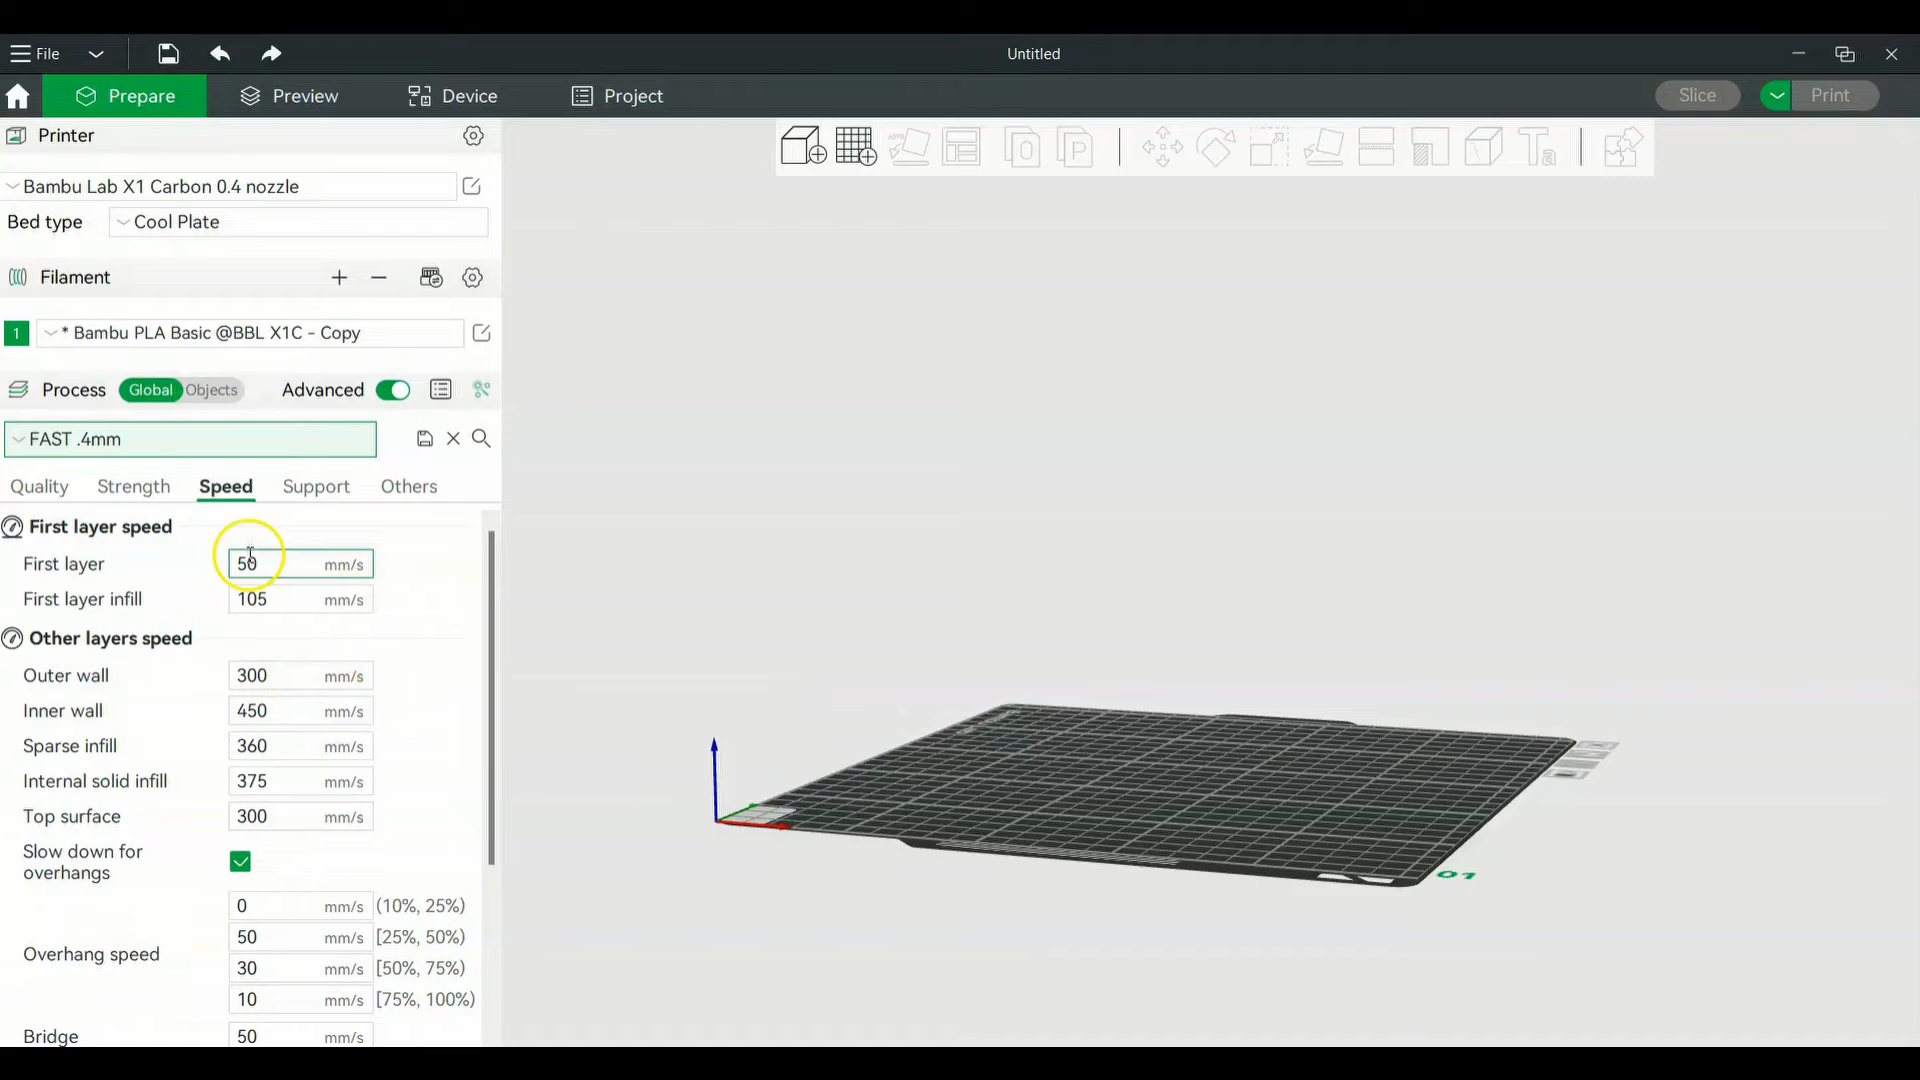 File
Untitled
Prepare
Preview
Device
Project
Slice
Print
Printer
Bambu Lab X1 Carbon 0.4 nozzle
Bed type
Cool Plate
Filament
1
* Bambu PLA Basic @BBL X1C - Copy
Process
Global
Objects
Advanced
FAST .4mm
Quality
Strength
Speed
Support
Others
First layer speed
First layer 50 mm/s
First layer infill 105 mm/s
Other layers speed
Outer wall 300 mm/s
Inner wall 450 mm/s
Sparse infill 360 mm/s
Internal solid infill 375 mm/s
Top surface 300 mm/s
Slow down for
overhangs
Overhang speed
0 mm/s (10%, 25%)
50 mm/s [25%, 50%)
30 mm/s [50%, 75%)
10 mm/s [75%, 100%)
Bridge 50 mm/s
AUTO
O
P
Ta
01